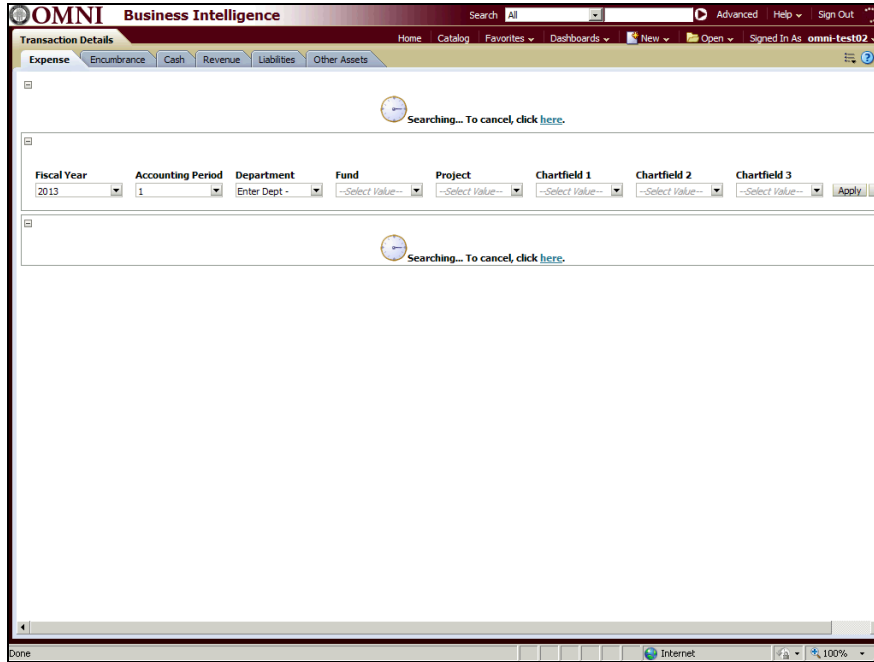 OMNI Business Intelligence Search All Advanced Help Sign Out
Transaction Details Home Catalog Favorites Dashboards New Open Signed In As omni-test02
Expense Encumbrance Cash Revenue Liabilities Other Assets
Searching... To cancel, click here.
Fiscal Year Accounting Period Department Fund Project Chartfield 1 Chartfield 2 Chartfield 3
2013 1 Enter Dept - --Select Value-- --Select Value-- --Select Value-- --Select Value-- --Select Value-- Apply
Searching... To cancel, click here.
Done Internet 100%